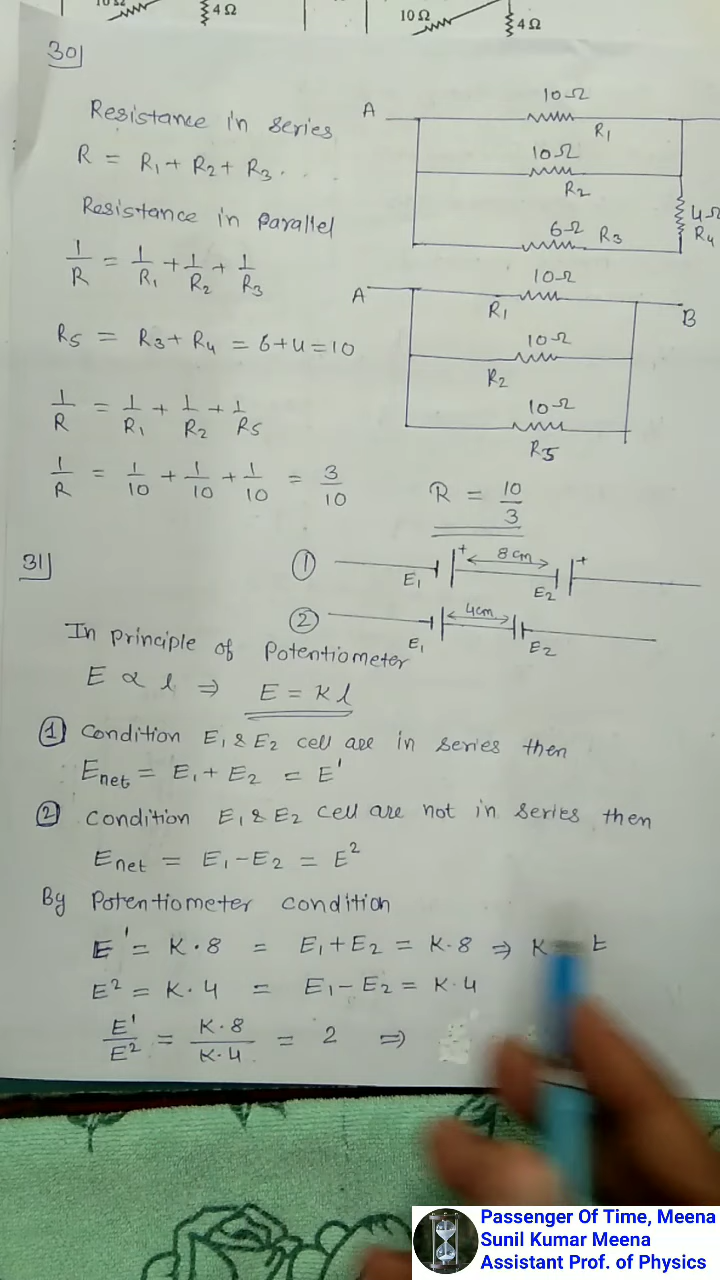 10Ω
4Ω
10Ω
4Ω
30
Resistance in series
R = R1 + R2 + R3 . .
Resistance in Parallel
1/R = 1/R1 + 1/R2 + 1/R3
R5 = R3 + R4 = 6+4 = 10
1/R = 1/R1 + 1/R2 + 1/R5
1/R = 1/10 + 1/10 + 1/10 = 3/10
A
10Ω
R1
10Ω
R2
6Ω R3
4Ω
R4
A
10Ω
R1
B
10Ω
R2
10Ω
R5
R = 10/3
31
① E1 + 8cm E2 +
② E1 4cm E2
In principle of Potentiometer
E ∝ l ⇒ E = Kl
① Condition E1 & E2 cell are in series then
Enet = E1 + E2 = E'
② Condition E1 & E2 cell are not in series then
Enet = E1 - E2 = E²
By Potentiometer condition
E' = K·8 = E1 + E2 = K·8 ⇒ K E
E² = K·4 = E1 - E2 = K·4
E'/E² = K·8/K·4 = 2 ⇒
Passenger Of Time, Meena
Sunil Kumar Meena
Assistant Prof. of Physics